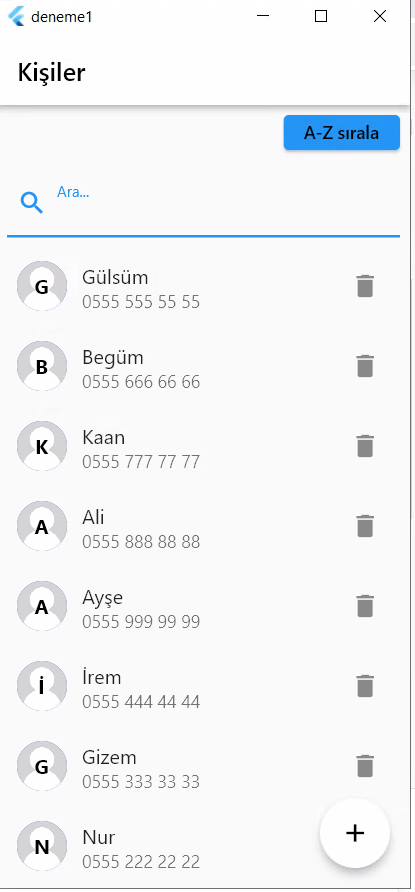 deneme1
Kişiler
A-Z sırala
Ara...
G
Gülsüm
0555 555 55 55
B
Begüm
0555 666 66 66
K
Kaan
0555 777 77 77
A
Ali
0555 888 88 88
A
Ayşe
0555 999 99 99
İ
İrem
0555 444 44 44
G
Gizem
0555 333 33 33
N
Nur
0555 222 22 22